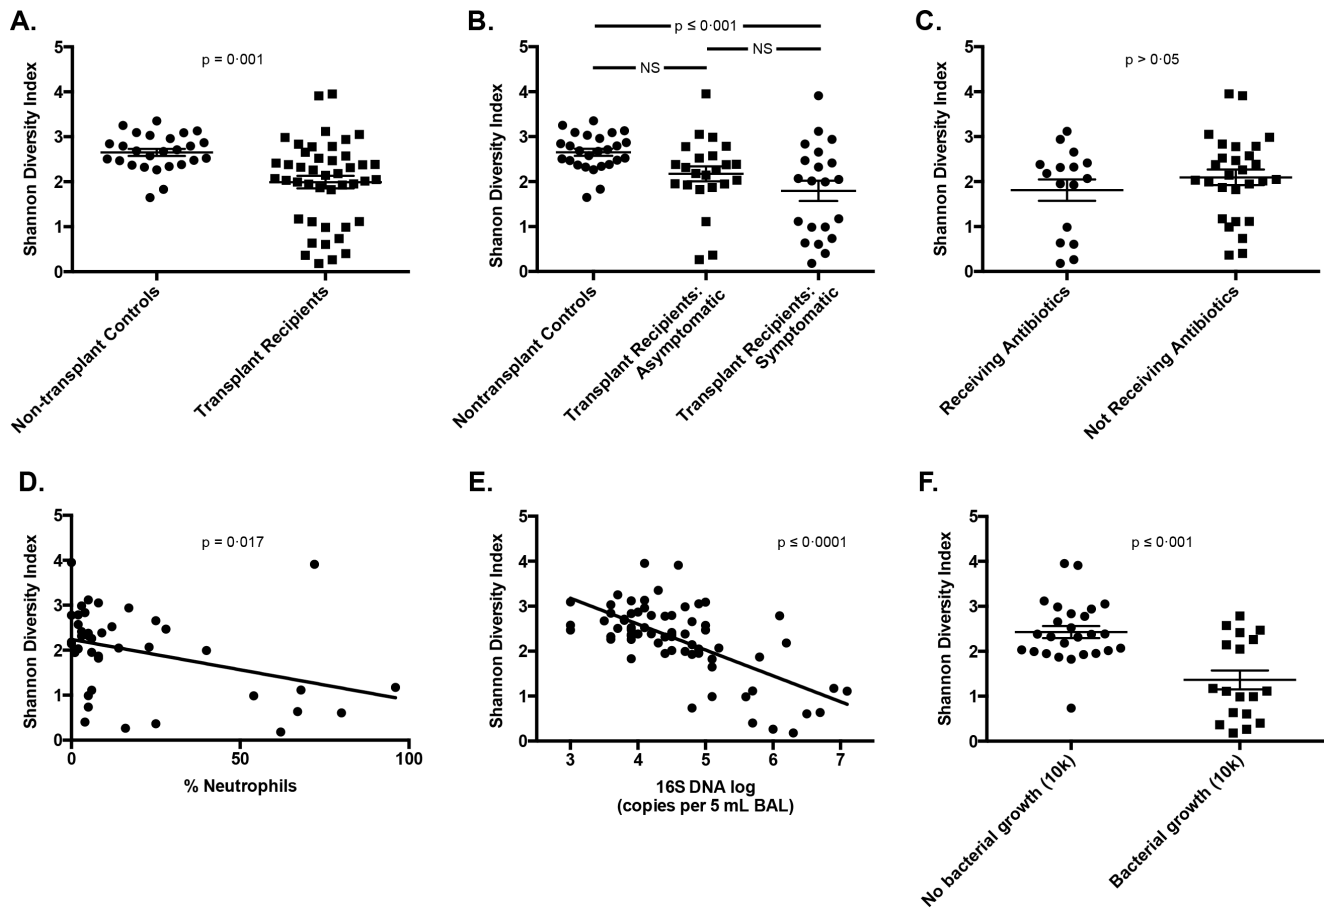 A.
p = 0·001
Shannon Diversity Index
5
4
3
2
1
0
Non-transplant Controls
Transplant Recipients
B.
p ≤ 0·001
NS
NS
Shanon Diversity Index
5
4
3
2
1
0
Nontransplant Controls
Transplant Recipients:
Asymptomatic
Transplant Recipients:
Symptomatic
C.
p > 0·05
Shannon Diversity Index
5
4
3
2
1
0
Receiving Antibiotics
Not Receiving Antibiotics
D.
p = 0·017
Shannon Diversity Index
5
4
3
2
1
0
0 50 100
% Neutrophils
E.
p ≤ 0·0001
Shannon Diversity Index
5
4
3
2
1
0
3 4 5 6 7
16S DNA log
(copies per 5 mL BAL)
F.
p ≤ 0·001
Shannon Diversity Index
5
4
3
2
1
0
No bacterial growth (10k)
Bacterial growth (10k)